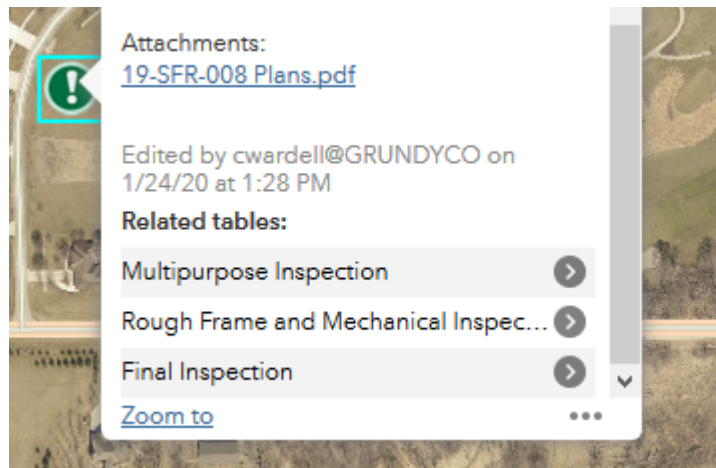 Attachments:
19-SFR-008 Plans.pdf
Edited by cwardell@GRUNDYCO on
1/24/20 at 1:28 PM
Related tables:
Multipurpose Inspection
Rough Frame and Mechanical Inspec...
Final Inspection
Zoom to